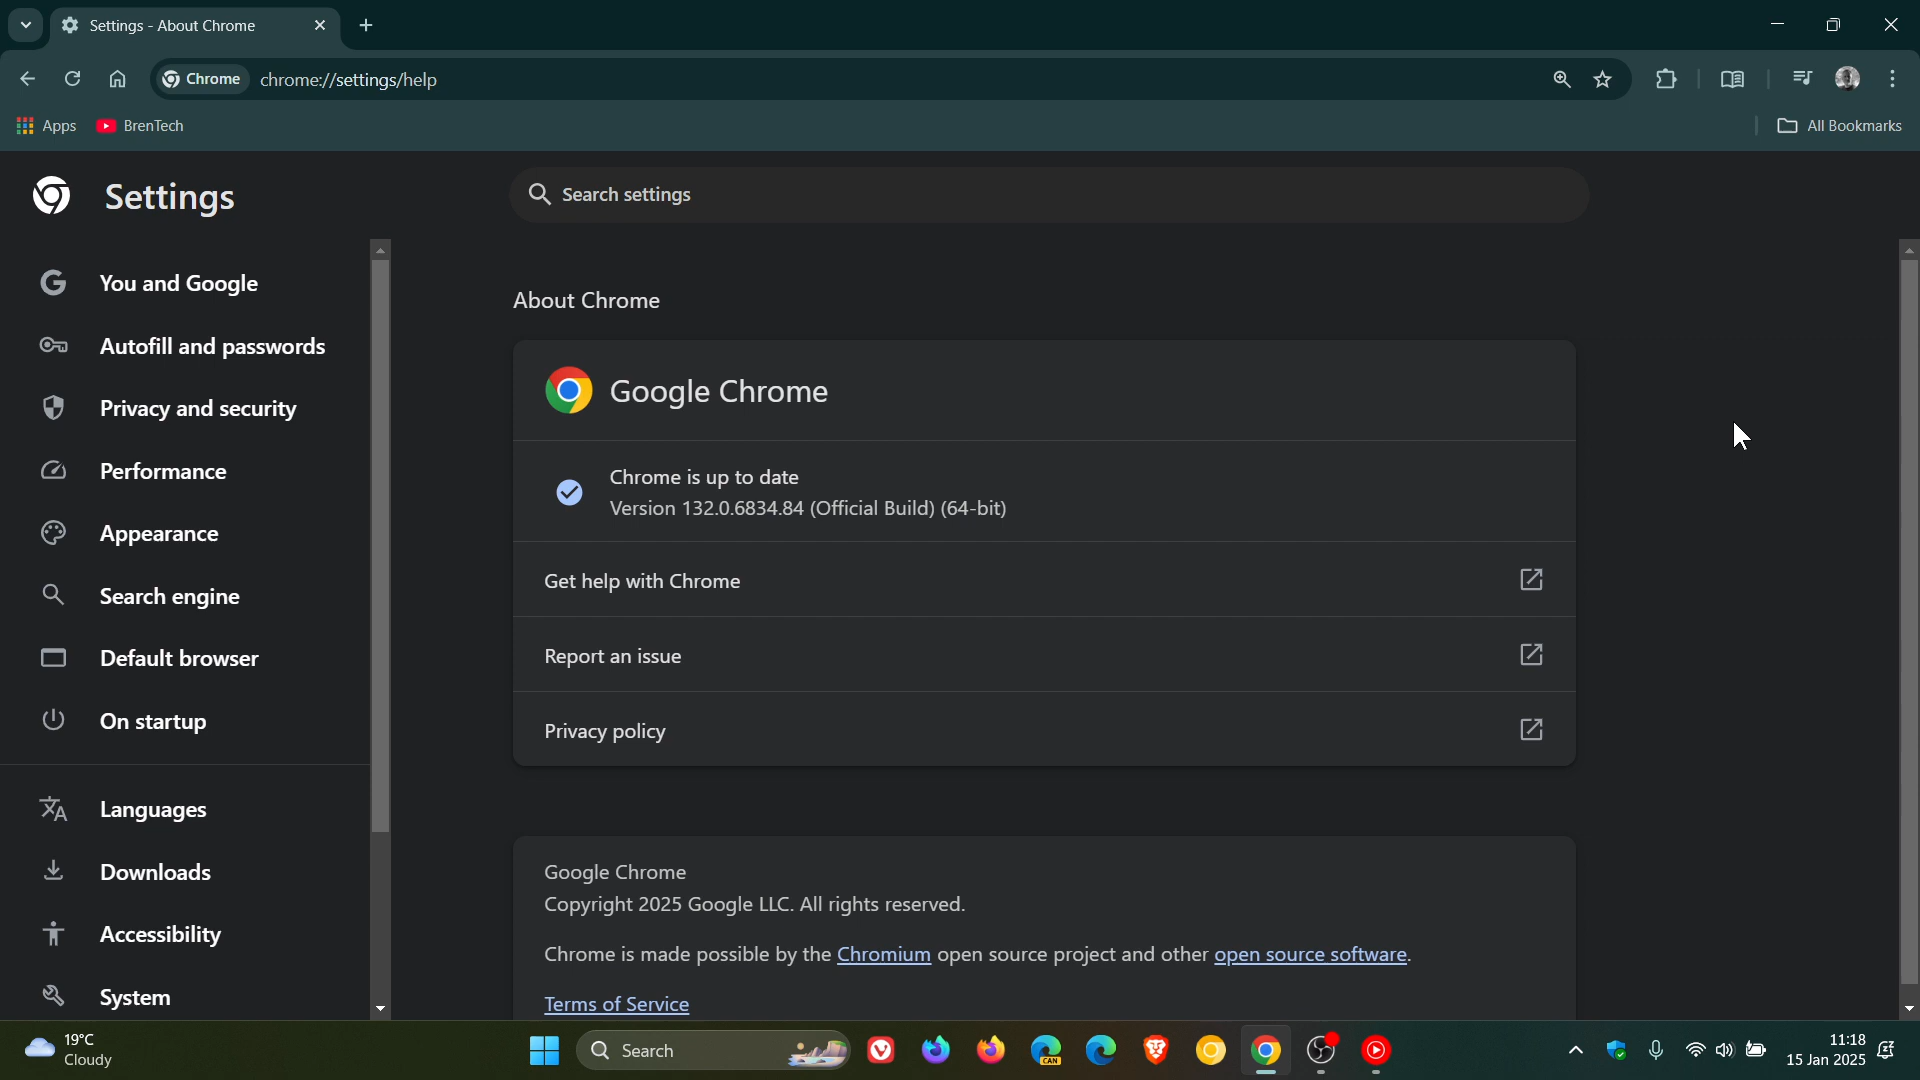 Settings - About Chrome
Chrome
chrome://settings/help
Apps
BrenTech
All Bookmarks
Settings
Search settings
You and Google
Autofill and passwords
Privacy and security
Performance
Appearance
Search engine
Default browser
On startup
Languages
Downloads
Accessibility
System
About Chrome
Google Chrome
Chrome is up to date
Version 132.0.6834.84 (Official Build) (64-bit)
Get help with Chrome
Report an issue
Privacy policy
Google Chrome
Copyright 2025 Google LLC. All rights reserved.
Chrome is made possible by the Chromium open source project and other open source software.
Terms of Service
19°C
Cloudy
Search
CAN
11:18
15 Jan 2025